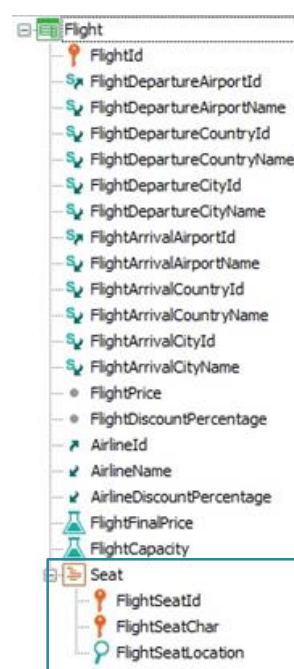 Flight
FlightId
FlightDepartureAirportId
FlightDepartureAirportName
FlightDepartureCountryId
FlightDepartureCountryName
FlightDepartureCityId
FlightDepartureCityName
FlightArrivalAirportId
FlightArrivalAirportName
FlightArrivalCountryId
FlightArrivalCountryName
FlightArrivalCityId
FlightArrivalCityName
FlightPrice
FlightDiscountPercentage
AirlineId
AirlineName
AirlineDiscountPercentage
FlightFinalPrice
FlightCapacity
Seat
FlightSeatId
FlightSeatChar
FlightSeatLocation